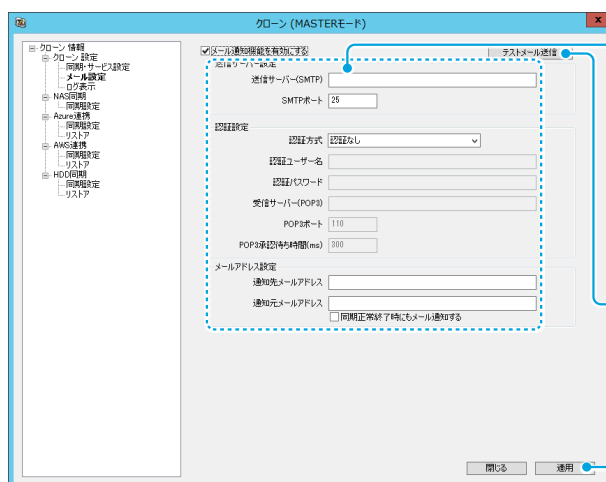 クローン (MASTERモード)
x
クローン 情報
クローン 設定
同期・サービス設定
メール設定
ログ表示
NAS同期
同期設定
Azure連携
同期設定
リストア
AWS連携
同期設定
リストア
HDD同期
同期設定
リストア
メール通知機能を有効にする
テストメール送信
送信サーバー設定
送信サーバー(SMTP)
SMTPポート 25
認証設定
認証方式 認証なし
認証ユーザー名
認証パスワード
受信サーバー(POP3)
POP3ポート 110
POP3承認待ち時間(ms) 300
メールアドレス設定
通知先メールアドレス
通知元メールアドレス
同期正常終了時にもメール通知する
閉じる 適用